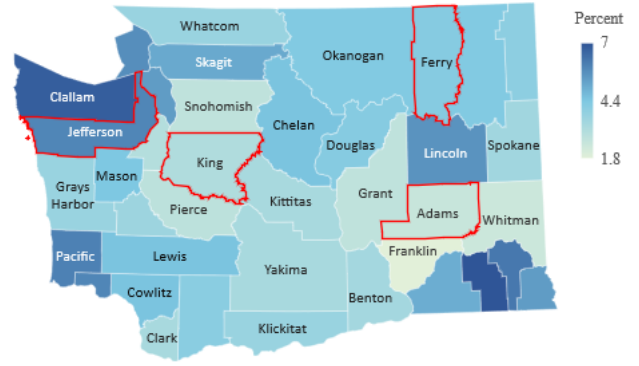 Percent
7
4.4
1.8
Whatcom
Skagit
Okanogan
Ferry
Clallam
Snohomish
Jefferson
Chelan
Douglas
Lincoln
Spokane
King
Mason
Grays
Harbor
Kittitas
Grant
Adams
Whitman
Pierce
Franklin
Pacific
Lewis
Yakima
Cowlitz
Benton
Klickitat
Clark